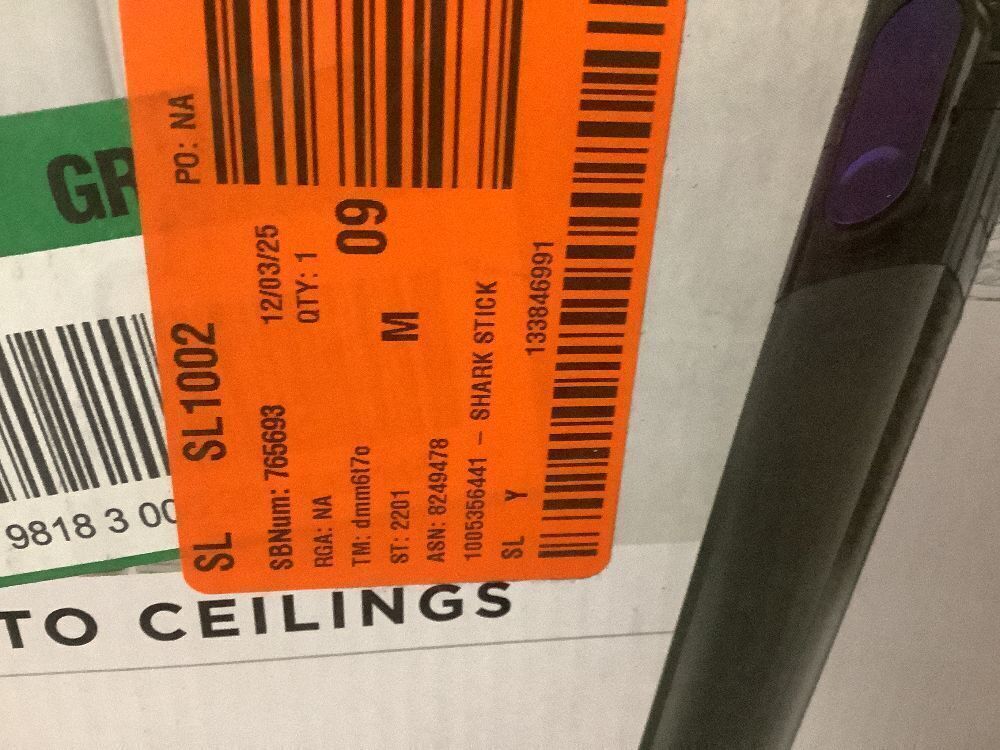 PO: NA
SL SL1002
SBNum: 765693 12/03/25
RGA: NA QTY: 1
TM: dmm6t7o 09
ST: 2201 M
ASN: 8249478
1005356441 – SHARK STICK
SL Y 133846991
GR
9818 3 00
TO CEILINGS